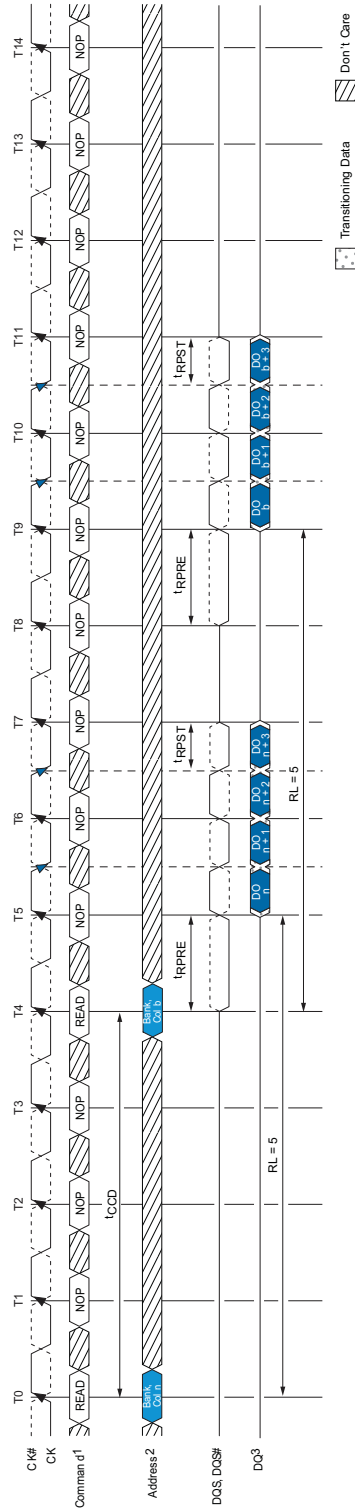 T0 T1 T2 T3 T4 T5 T6 T7 T8 T9 T10 T11 T12 T13 T14
CK#
CK
Command1 READ NOP NOP NOP READ NOP NOP NOP NOP NOP NOP NOP NOP NOP NOP
tCCD
Address2 Bank, Col n Bank, Col b
tRPRE tRPST tRPRE tRPST
DQS, DQS#
DQ3 DO n DO n + 1 DO n + 2 DO n + 3 DO b DO b + 1 DO b + 2 DO b + 3
RL = 5
RL = 5
Transitioning Data Don't Care